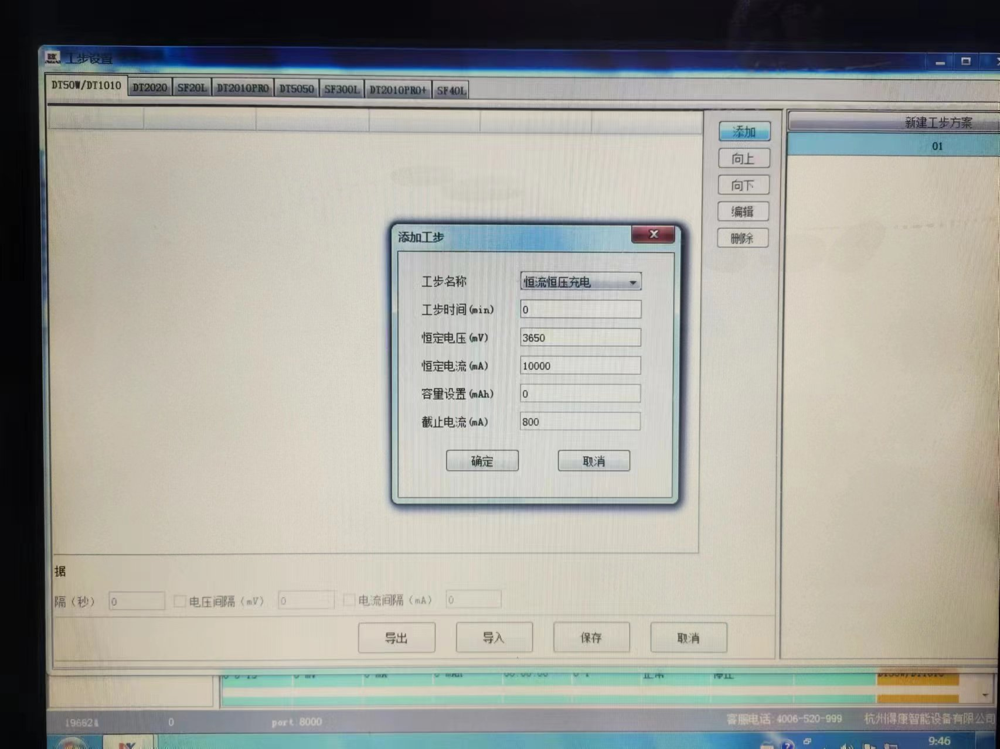 工步设置
DT50W/DT1010 DT2020 SF20L DT2010PRO DT5050 SF300L DT2010PRO+ SF40L
添加
向上
向下
编辑
删除
新建工步方案
01
添加工步
工步名称 恒流恒压充电
工步时间(min) 0
恒定电压(mV) 3650
恒定电流(mA) 10000
容量设置(mAh) 0
截止电流(mA) 800
确定 取消
据
隔（秒） 0 电压间隔（mV） 0 电流间隔（mA） 0
导出 导入 保存 取消
正常 停止 DT50W/DT1010
0 port 8000 客服电话:4006-520-999 杭州得康智能设备有限公司
9:46